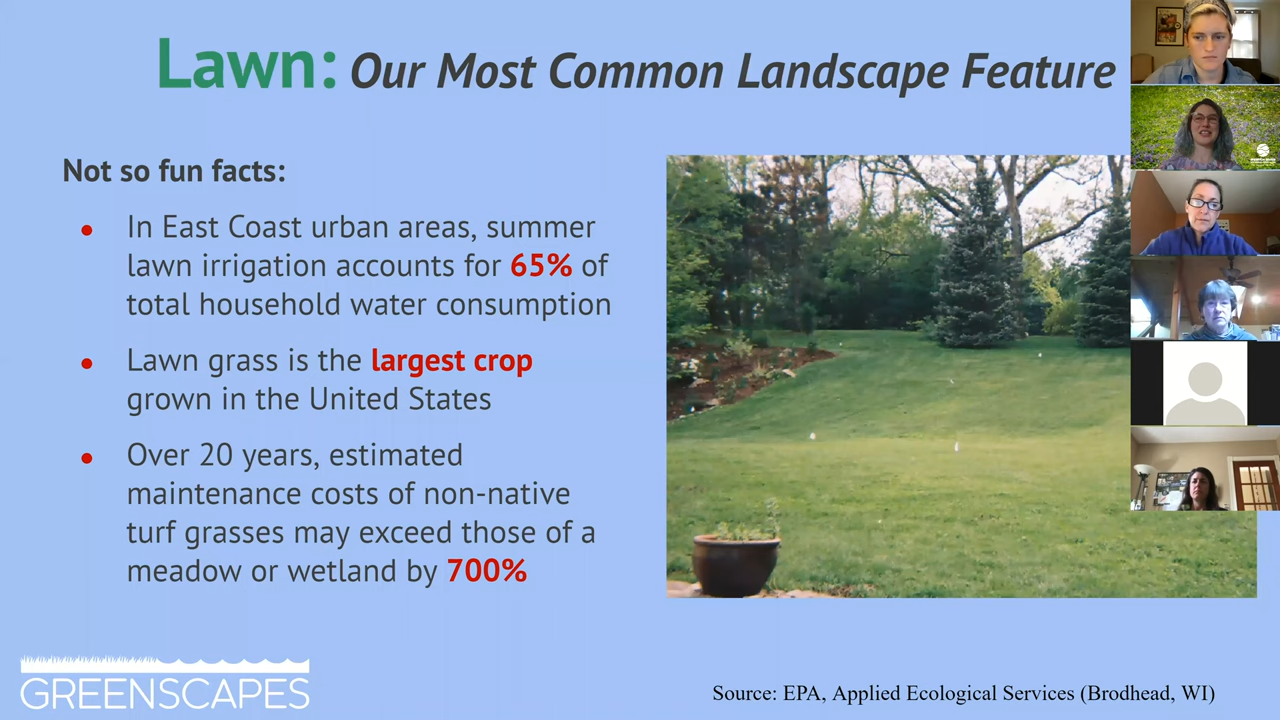 Lawn: Our Most Common Landscape Feature
Not so fun facts:
• In East Coast urban areas, summer
lawn irrigation accounts for 65% of
total household water consumption
• Lawn grass is the largest crop
grown in the United States
• Over 20 years, estimated
maintenance costs of non-native
turf grasses may exceed those of a
meadow or wetland by 700%
GREENSCAPES
Source: EPA, Applied Ecological Services (Brodhead, WI)